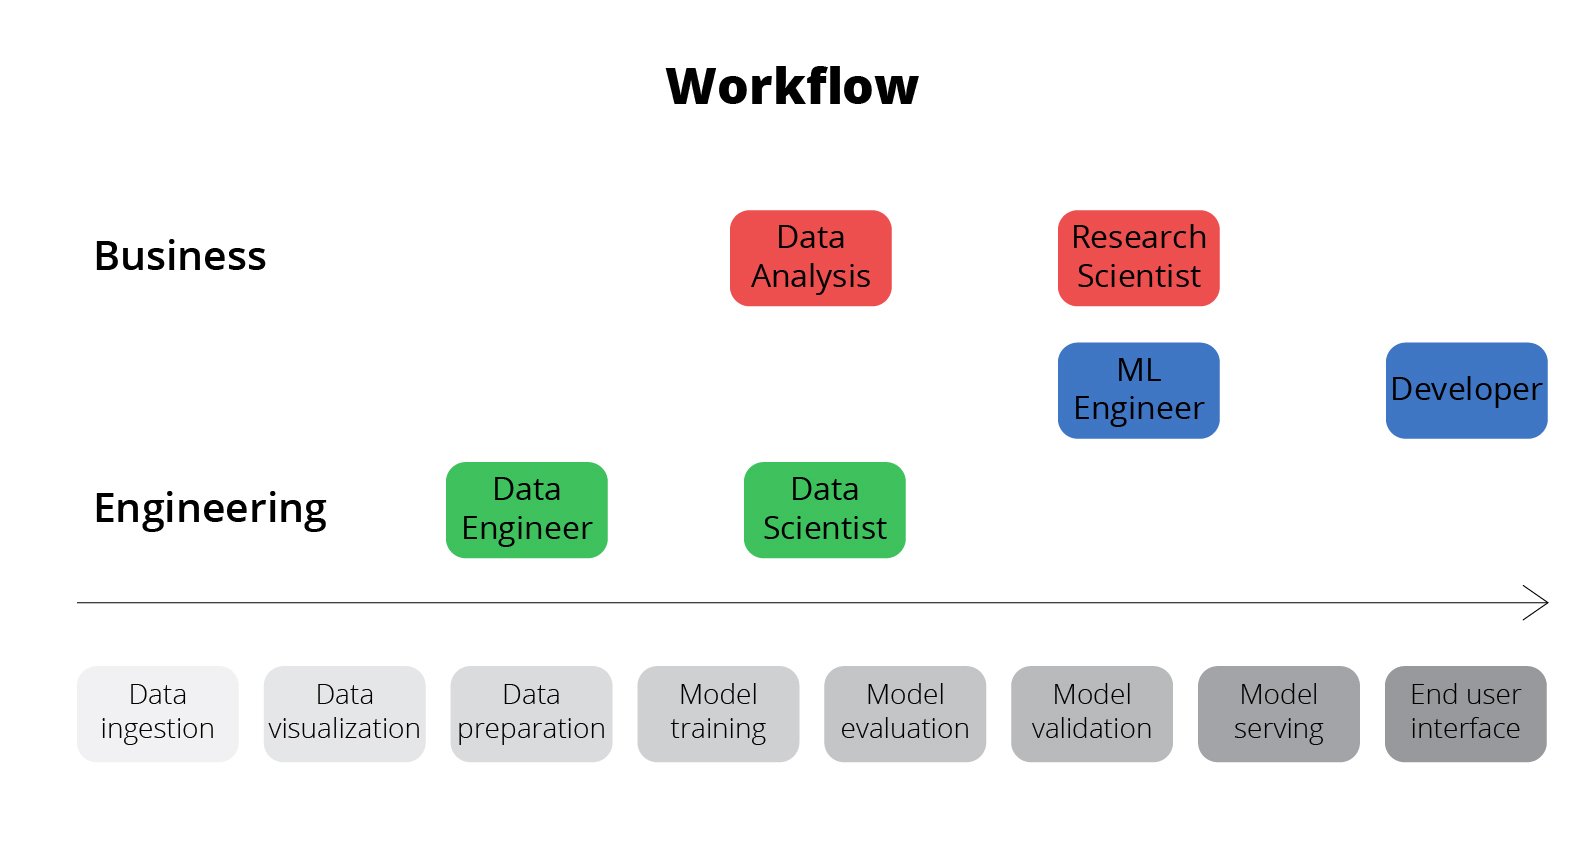 Workflow
Business
Data
Analysis
Research
Scientist
ML
Engineer
Developer
Engineering
Data
Engineer
Data
Scientist
Data
ingestion
Data
visualization
Data
preparation
Model
training
Model
evaluation
Model
validation
Model
serving
End user
interface